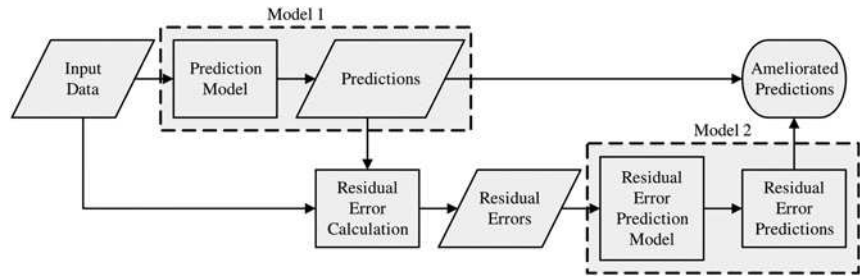 Model 1
Input
Data
Prediction
Model
Predictions
Ameliorated
Predictions
Model 2
Residual
Error
Calculation
Residual
Errors
Residual
Error
Prediction
Model
Residual
Error
Predictions